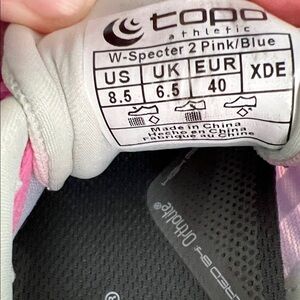 topo
athletic.
W-Specter 2 Pink/Blue
US UK EUR XDE
8.5 6.5 40
Made in China
Hecho en China
Fabriqué en Chine
Ortholite